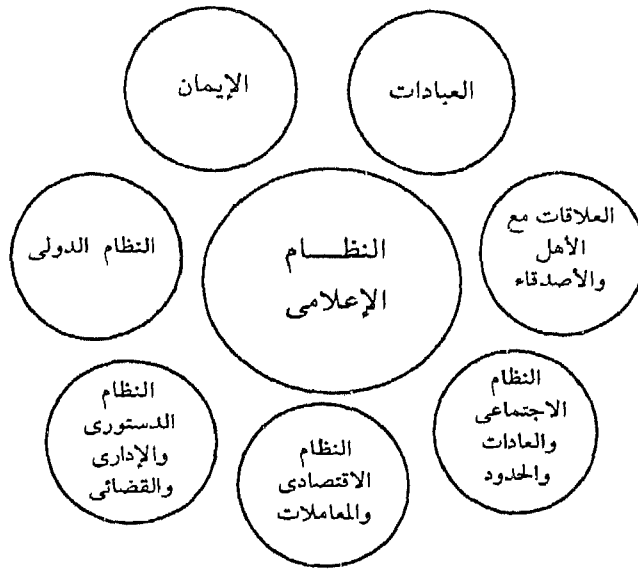 العبادات
الإيمان
العلاقات مع
الأهل
والأصدقاء
النظـــام
الإعلامى
النظام الدولى
النظام
الاجتماعى
والعادات
والحدود
النظام
الاقتصادى
والمعاملات
النظام
الدستورى
والإدارى
والقضائى